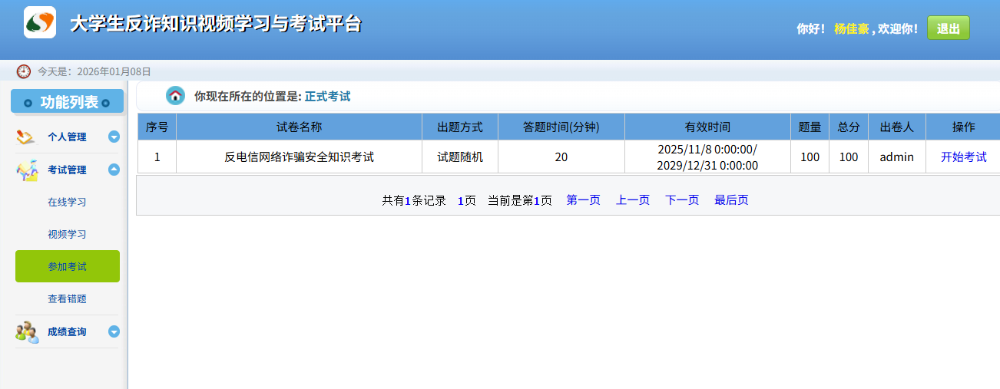 大学生反诈知识视频学习与考试平台
你好！ 杨佳豪 , 欢迎你！ 退出
今天是：2026年01月08日
功能列表
个人管理
考试管理
在线学习
视频学习
参加考试
查看错题
成绩查询
你现在所在的位置是: 正式考试
序号 试卷名称 出题方式 答题时间(分钟) 有效时间 题量 总分 出卷人 操作
1 反电信网络诈骗安全知识考试 试题随机 20 2025/11/8 0:00:00/ 100 100 admin 开始考试
2029/12/31 0:00:00
共有1条记录 1页 当前是第1页 第一页 上一页 下一页 最后页